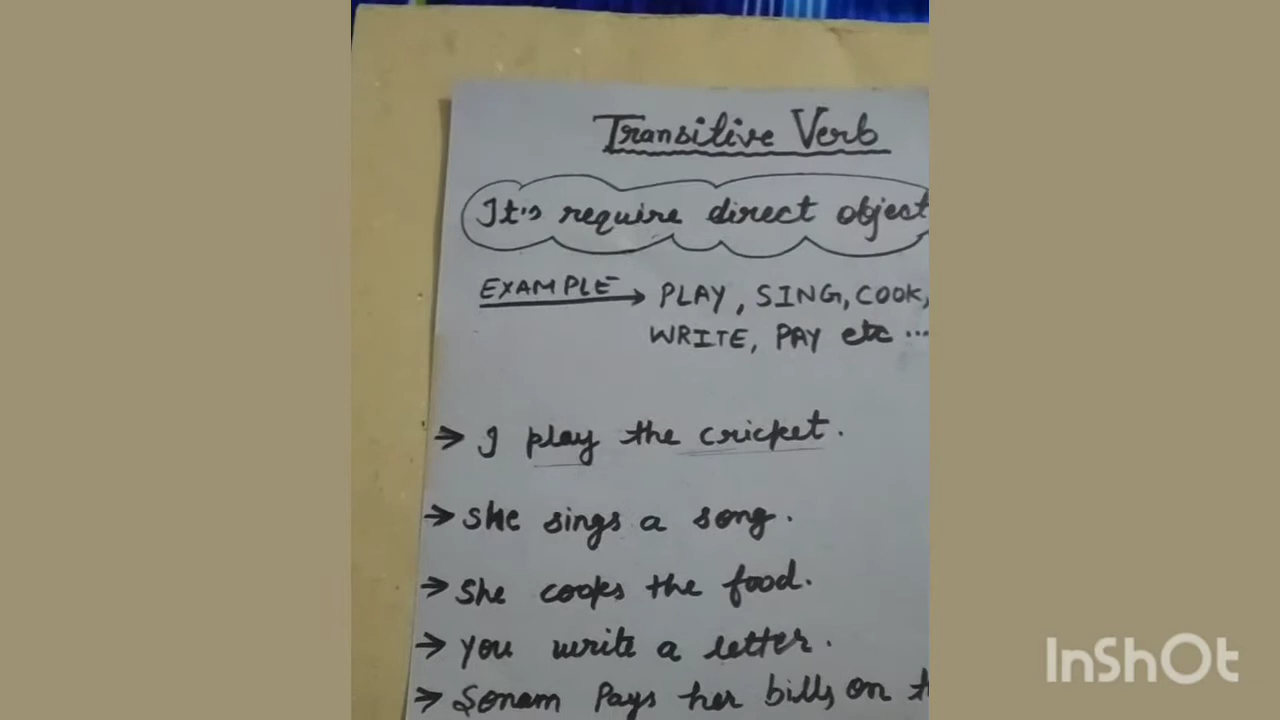 Transitive Verb
It's require direct object
EXAMPLE → PLAY, SING, COOK,
WRITE, PAY etc ...
→ I play the cricket.
→ She sings a song.
→ She cooks the food.
→ You write a letter.
→ Sonam Pays her bills on
InShOt